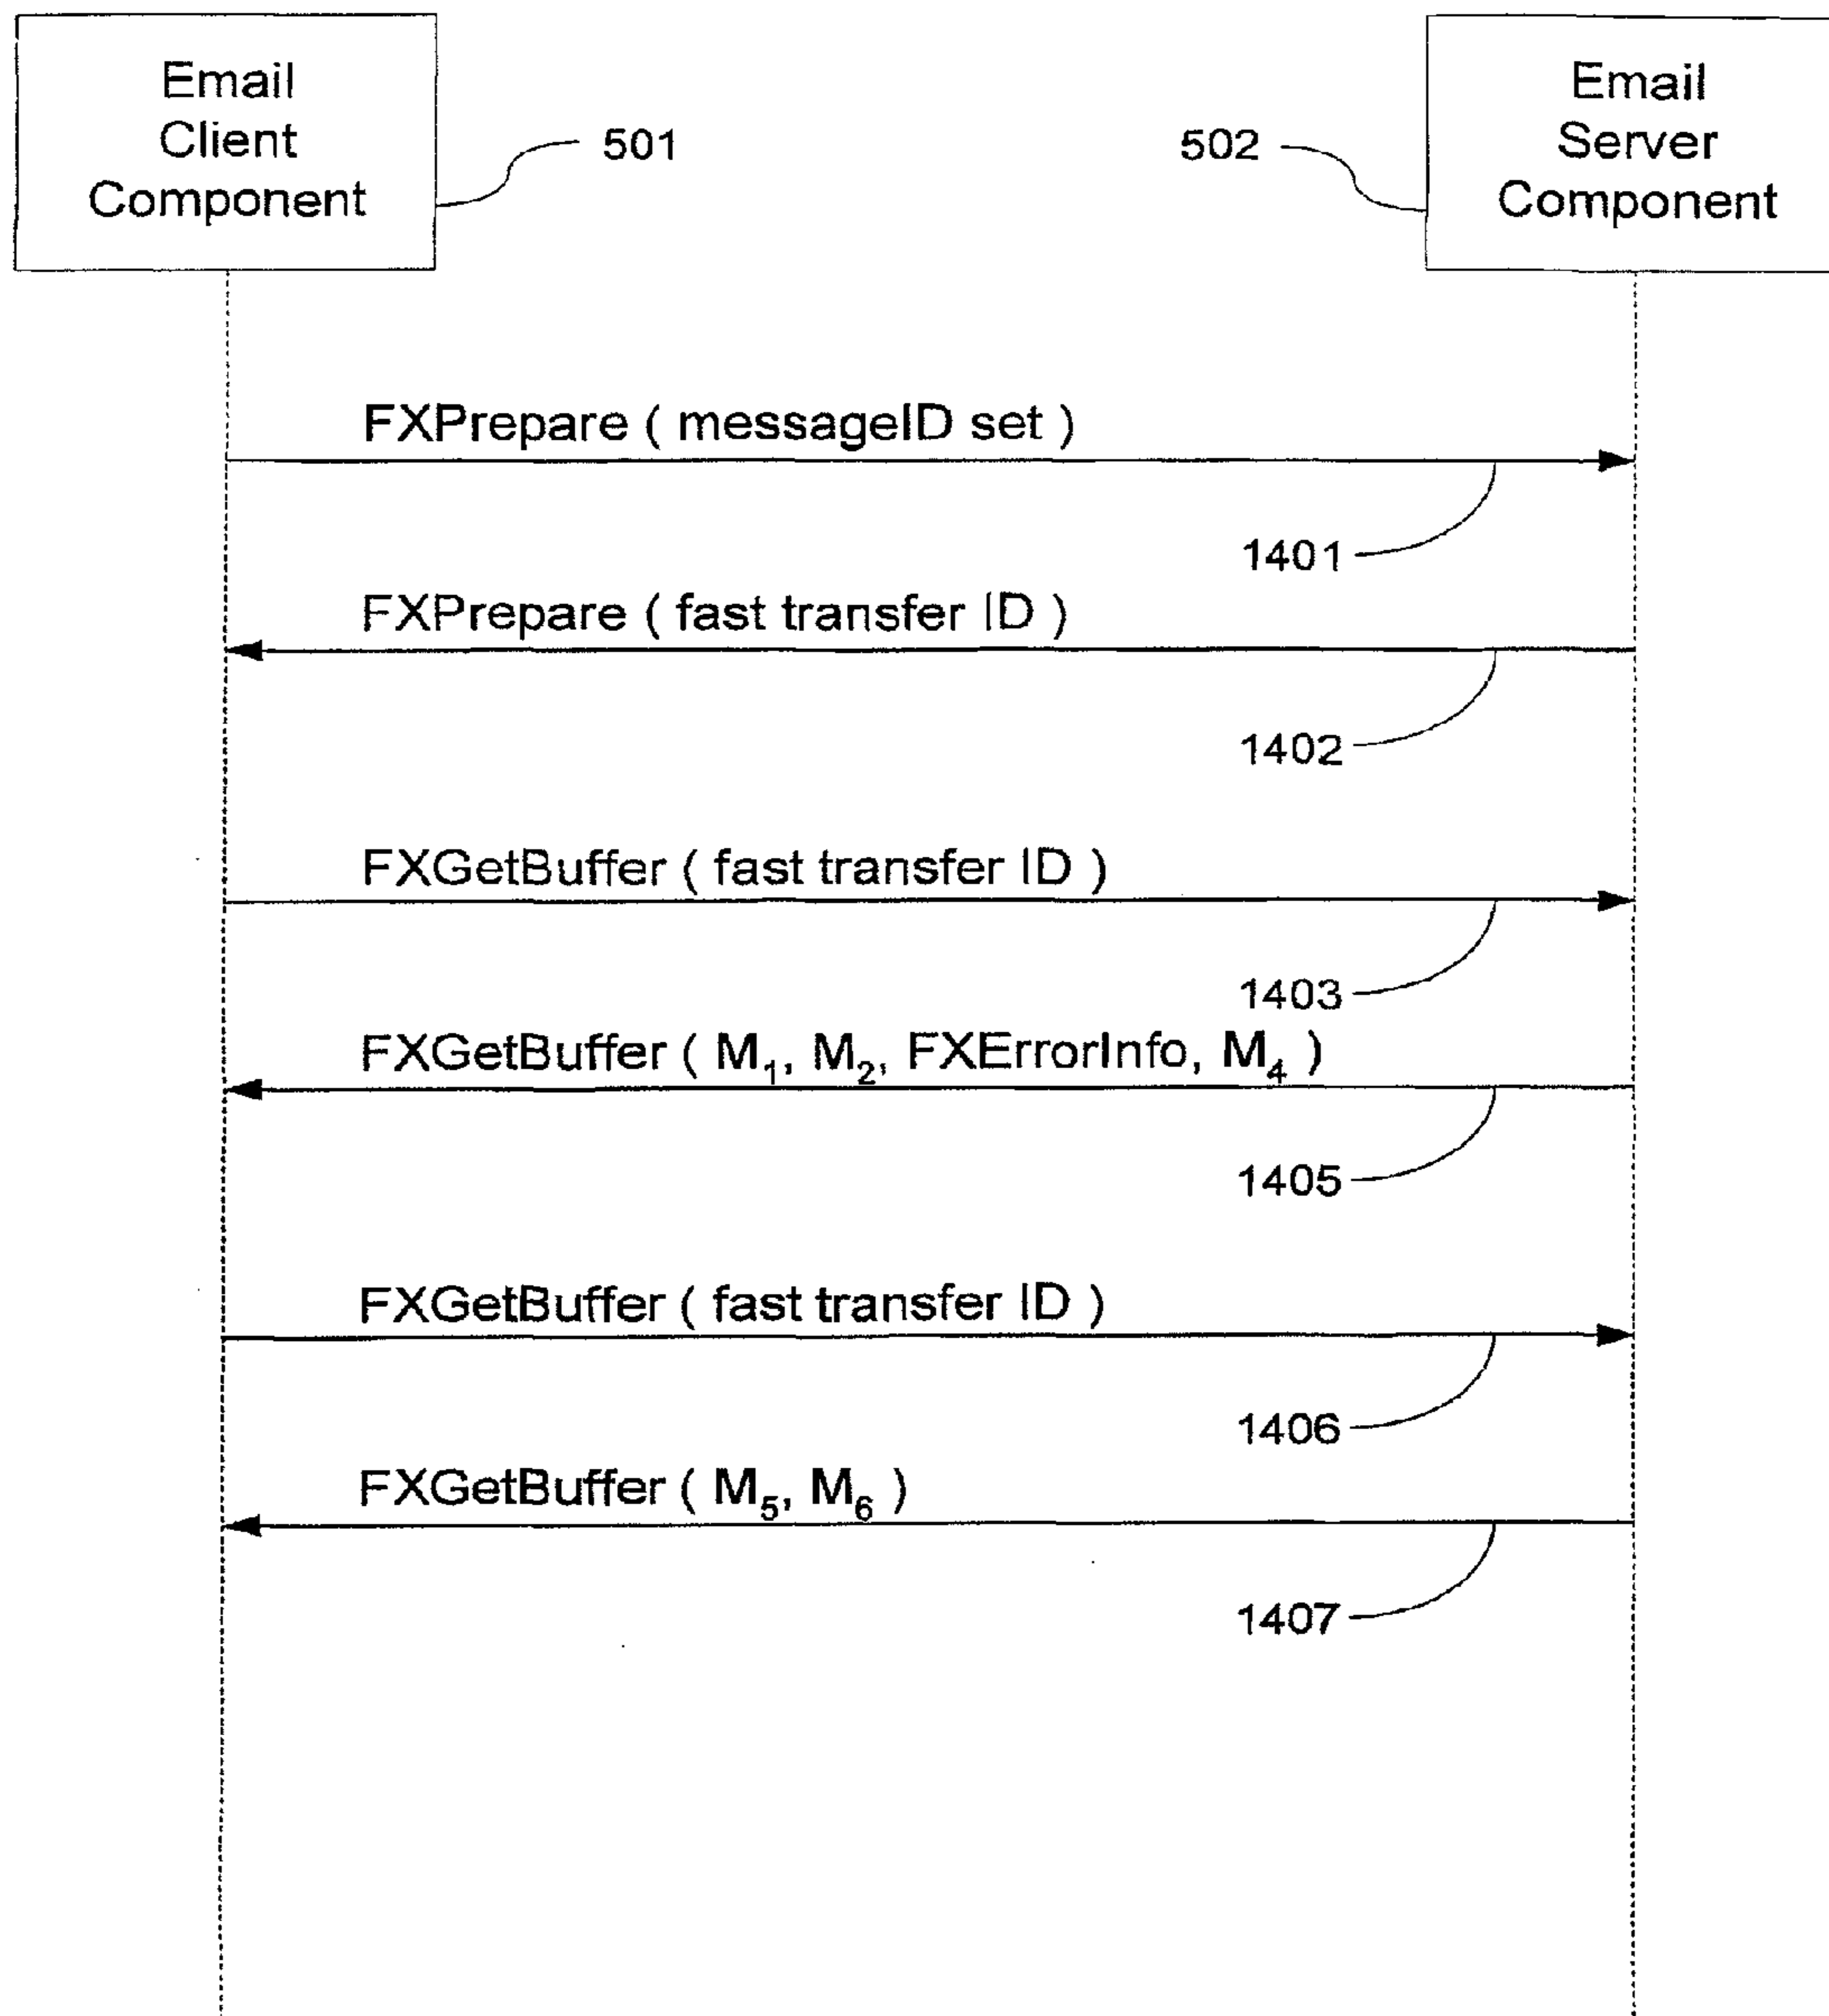 Email
Client
Component
501
502
Email
Server
Component
FXPrepare ( messageID set )
1401
FXPrepare ( fast transfer ID )
1402
FXGetBuffer ( fast transfer ID )
1403
FXGetBuffer ( M₁, M₂, FXErrorInfo, M₄ )
1405
FXGetBuffer ( fast transfer ID )
1406
FXGetBuffer ( M₅, M₆ )
1407